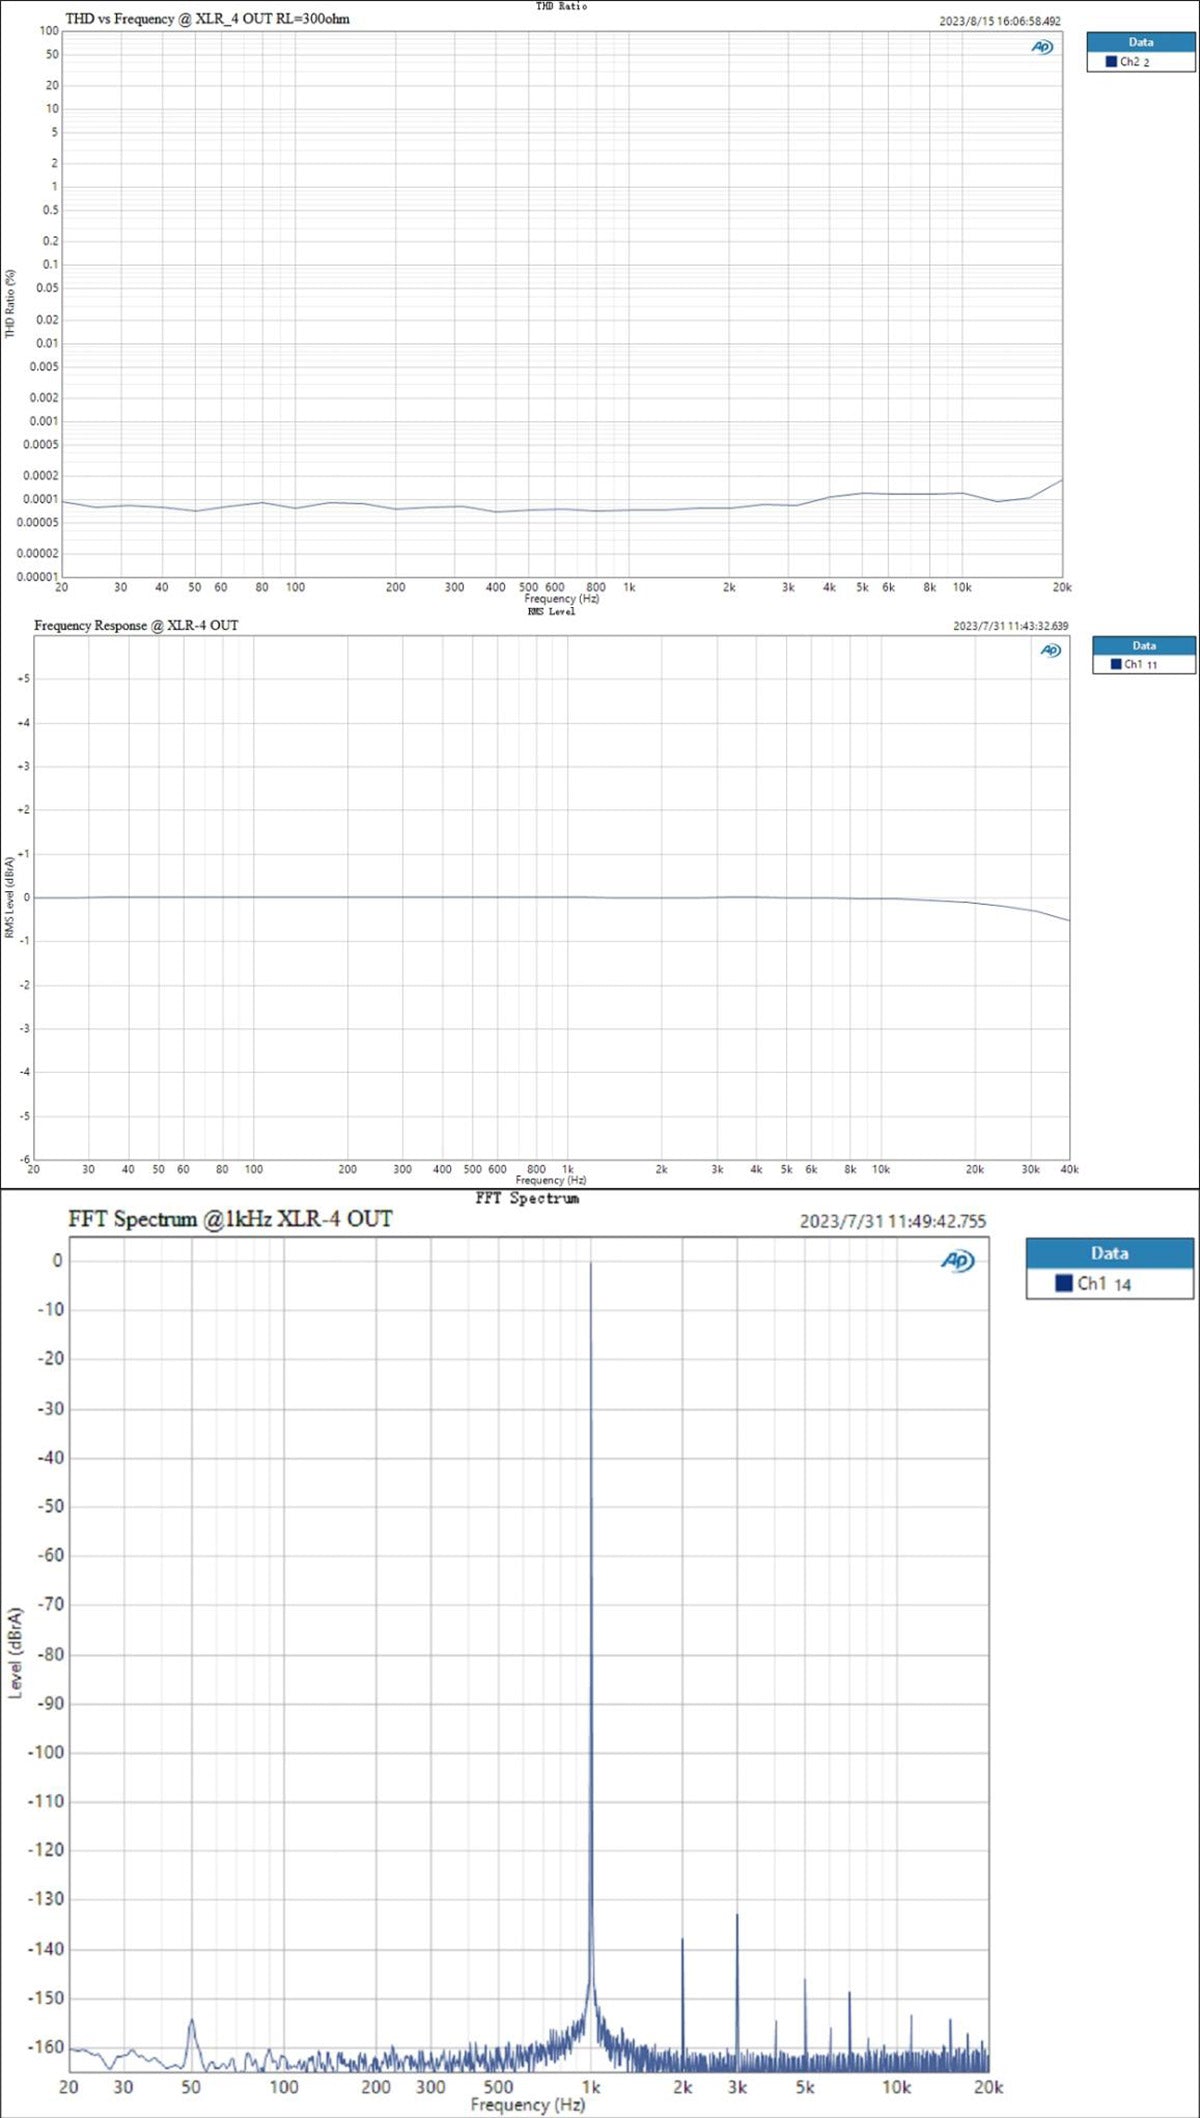 THD Ratio
THD vs Frequency @ XLR_4 OUT RL=300ohm
2023/8/15 16:06:58.492
AP
Data
Ch2 2
100
50
20
10
5
2
1
0.5
0.2
0.1
0.05
0.02
0.01
0.005
0.002
0.001
0.0005
0.0002
0.0001
0.00005
0.00002
0.00001
THD Ratio (%)
20 30 40 50 60 80 100 200 300 400 500 600 800 1k 2k 3k 4k 5k 6k 8k 10k 20k
Frequency (Hz)
RMS Level
Frequency Response @ XLR-4 OUT
2023/7/31 11:43:32.639
AP
Data
Ch1 11
+5
+4
+3
+2
+1
0
-1
-2
-3
-4
-5
-6
RMS Level (dBrA)
20 30 40 50 60 80 100 200 300 400 500 600 800 1k 2k 3k 4k 5k 6k 8k 10k 20k 30k 40k
Frequency (Hz)
FFT Spectrum
FFT Spectrum @1kHz XLR-4 OUT
2023/7/31 11:49:42.755
AP
Data
Ch1 14
0
-10
-20
-30
-40
-50
-60
-70
-80
-90
-100
-110
-120
-130
-140
-150
-160
Level (dBrA)
20 30 50 100 200 300 500 1k 2k 3k 5k 10k 20k
Frequency (Hz)